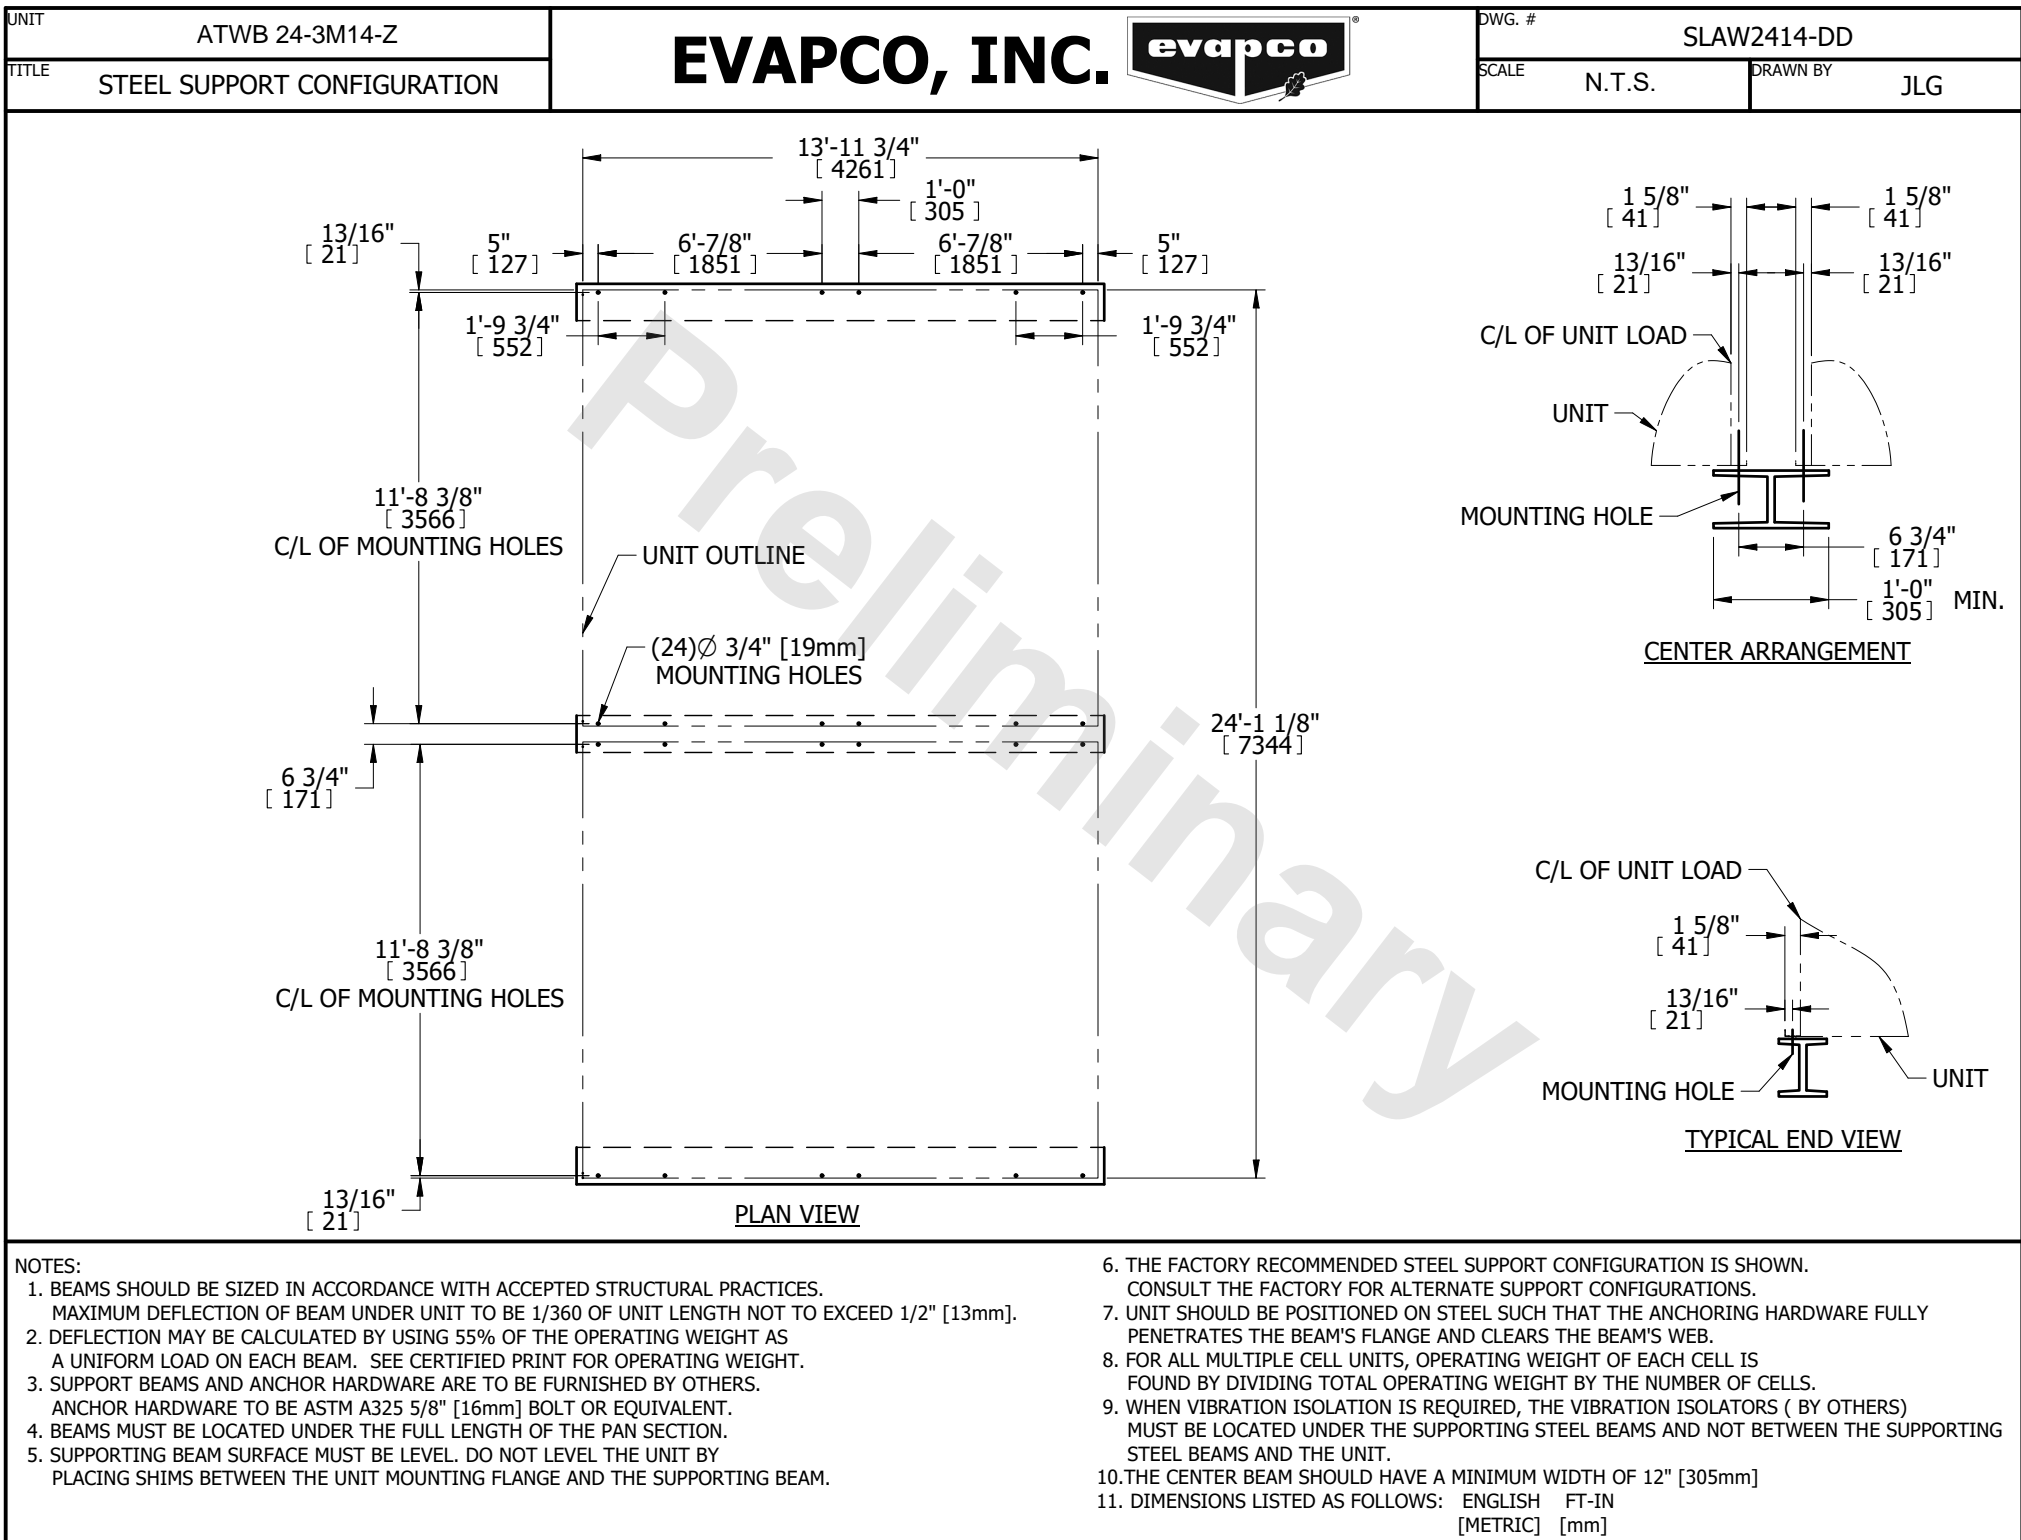 UNIT
ATWB 24-3M14-Z
TITLE
STEEL SUPPORT CONFIGURATION
EVAPCO, INC.
evapco
®
DWG. #
SLAW2414-DD
SCALE
N.T.S.
DRAWN BY
JLG
13'-11 3/4"
[ 4261 ]
1'-0"
[ 305 ]
13/16"
[ 21 ]
5"
[ 127 ]
6'-7/8"
[ 1851 ]
6'-7/8"
[ 1851 ]
5"
[ 127 ]
1'-9 3/4"
[ 552 ]
1'-9 3/4"
[ 552 ]
11'-8 3/8"
[ 3566 ]
C/L OF MOUNTING HOLES
UNIT OUTLINE
(24)∅ 3/4" [19mm]
MOUNTING HOLES
24'-1 1/8"
[ 7344 ]
6 3/4"
[ 171 ]
11'-8 3/8"
[ 3566 ]
C/L OF MOUNTING HOLES
13/16"
[ 21 ]
PLAN VIEW
Preliminary
1 5/8"
[ 41 ]
1 5/8"
[ 41 ]
13/16"
[ 21 ]
13/16"
[ 21 ]
C/L OF UNIT LOAD
UNIT
MOUNTING HOLE
6 3/4"
[ 171 ]
1'-0"
[ 305 ] MIN.
CENTER ARRANGEMENT
C/L OF UNIT LOAD
1 5/8"
[ 41 ]
13/16"
[ 21 ]
MOUNTING HOLE
UNIT
TYPICAL END VIEW
NOTES:
1. BEAMS SHOULD BE SIZED IN ACCORDANCE WITH ACCEPTED STRUCTURAL PRACTICES.
MAXIMUM DEFLECTION OF BEAM UNDER UNIT TO BE 1/360 OF UNIT LENGTH NOT TO EXCEED 1/2" [13mm].
2. DEFLECTION MAY BE CALCULATED BY USING 55% OF THE OPERATING WEIGHT AS
A UNIFORM LOAD ON EACH BEAM. SEE CERTIFIED PRINT FOR OPERATING WEIGHT.
3. SUPPORT BEAMS AND ANCHOR HARDWARE ARE TO BE FURNISHED BY OTHERS.
ANCHOR HARDWARE TO BE ASTM A325 5/8" [16mm] BOLT OR EQUIVALENT.
4. BEAMS MUST BE LOCATED UNDER THE FULL LENGTH OF THE PAN SECTION.
5. SUPPORTING BEAM SURFACE MUST BE LEVEL. DO NOT LEVEL THE UNIT BY
PLACING SHIMS BETWEEN THE UNIT MOUNTING FLANGE AND THE SUPPORTING BEAM.
6. THE FACTORY RECOMMENDED STEEL SUPPORT CONFIGURATION IS SHOWN.
CONSULT THE FACTORY FOR ALTERNATE SUPPORT CONFIGURATIONS.
7. UNIT SHOULD BE POSITIONED ON STEEL SUCH THAT THE ANCHORING HARDWARE FULLY
PENETRATES THE BEAM'S FLANGE AND CLEARS THE BEAM'S WEB.
8. FOR ALL MULTIPLE CELL UNITS, OPERATING WEIGHT OF EACH CELL IS
FOUND BY DIVIDING TOTAL OPERATING WEIGHT BY THE NUMBER OF CELLS.
9. WHEN VIBRATION ISOLATION IS REQUIRED, THE VIBRATION ISOLATORS ( BY OTHERS)
MUST BE LOCATED UNDER THE SUPPORTING STEEL BEAMS AND NOT BETWEEN THE SUPPORTING
STEEL BEAMS AND THE UNIT.
10.THE CENTER BEAM SHOULD HAVE A MINIMUM WIDTH OF 12" [305mm]
11. DIMENSIONS LISTED AS FOLLOWS: ENGLISH FT-IN
[METRIC] [mm]